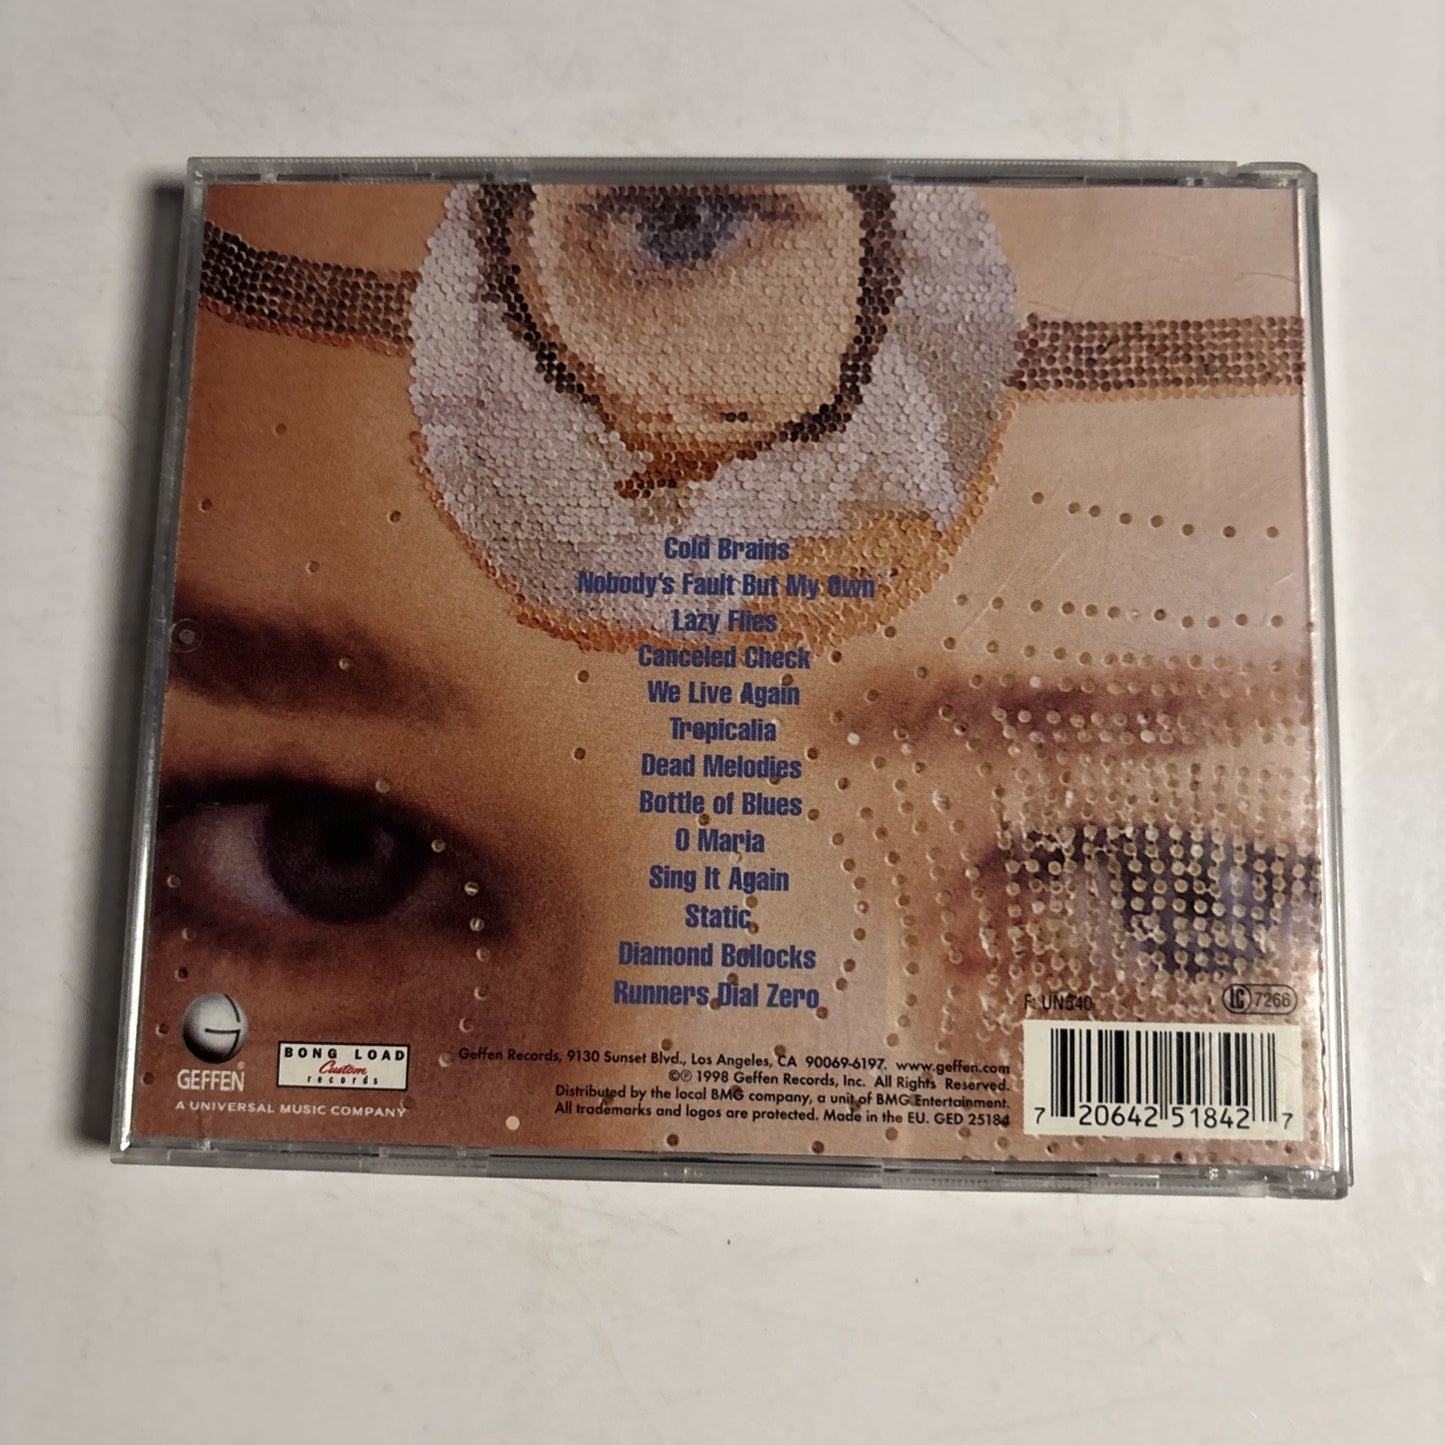 Cold Brains
Nobody's Fault But My Own
Lazy Flies
Canceled Check
We Live Again
Tropicalia
Dead Melodies
Bottle of Blues
O Maria
Sing It Again
Static
Diamond Bollocks
Runners Dial Zero
F: UN540
LC 7266
GEFFEN®
A UNIVERSAL MUSIC COMPANY
BONG LOAD
Custom
records
Geffen Records, 9130 Sunset Blvd., Los Angeles, CA 90069-6197. www.geffen.com
©℗ 1998 Geffen Records, Inc. All Rights Reserved.
Distributed by the local BMG company, a unit of BMG Entertainment.
All trademarks and logos are protected. Made in the EU. GED 25184
7 20642 51842 7